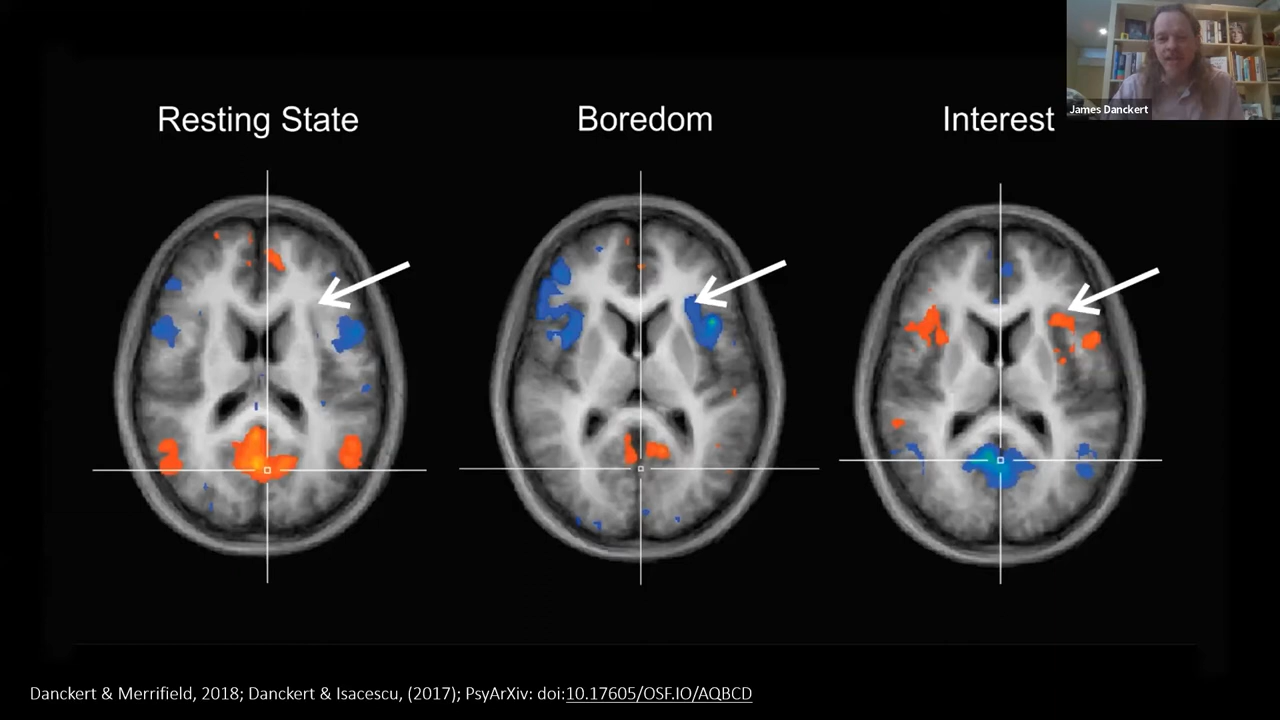 Resting State
Boredom
Interest
James Danckert
Danckert & Merrifield, 2018; Danckert & Isacescu, (2017); PsyArXiv: doi:10.17605/OSF.IO/AQBCD